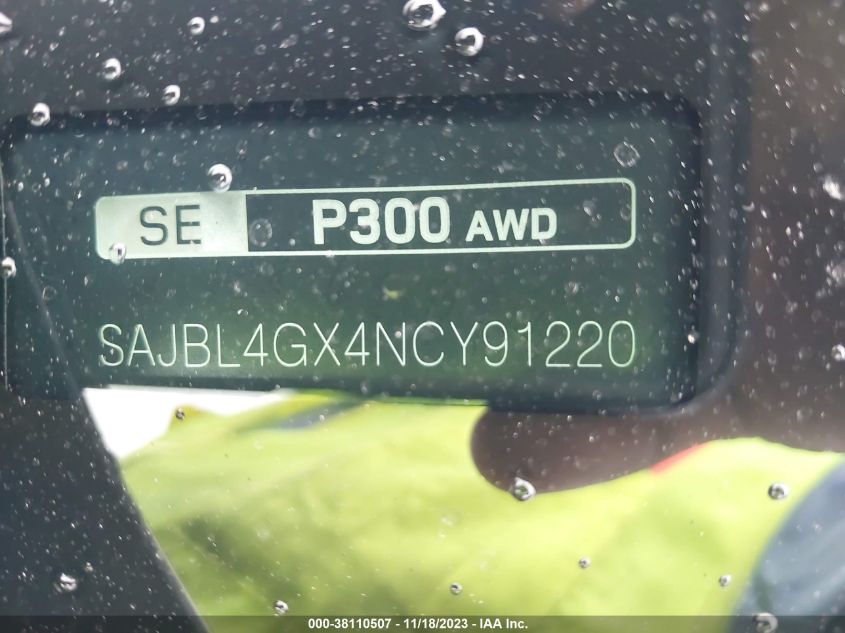 SE P300 AWD
SAJBL4GX4NCY91220
000-38110507 - 11/18/2023 - IAA Inc.